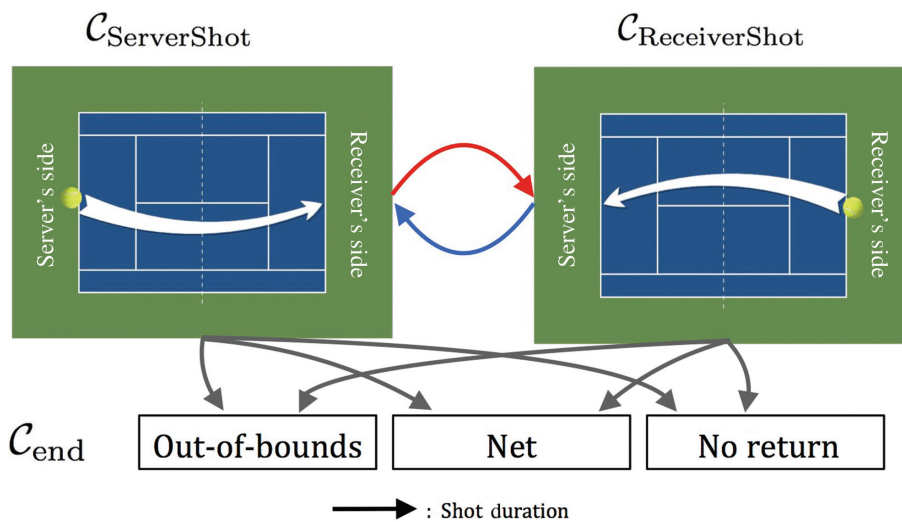 𝒞ServerShot
𝒞ReceiverShot
Server's side
Receiver's side
Server's side
Receiver's side
𝒞end
Out-of-bounds
Net
No return
: Shot duration